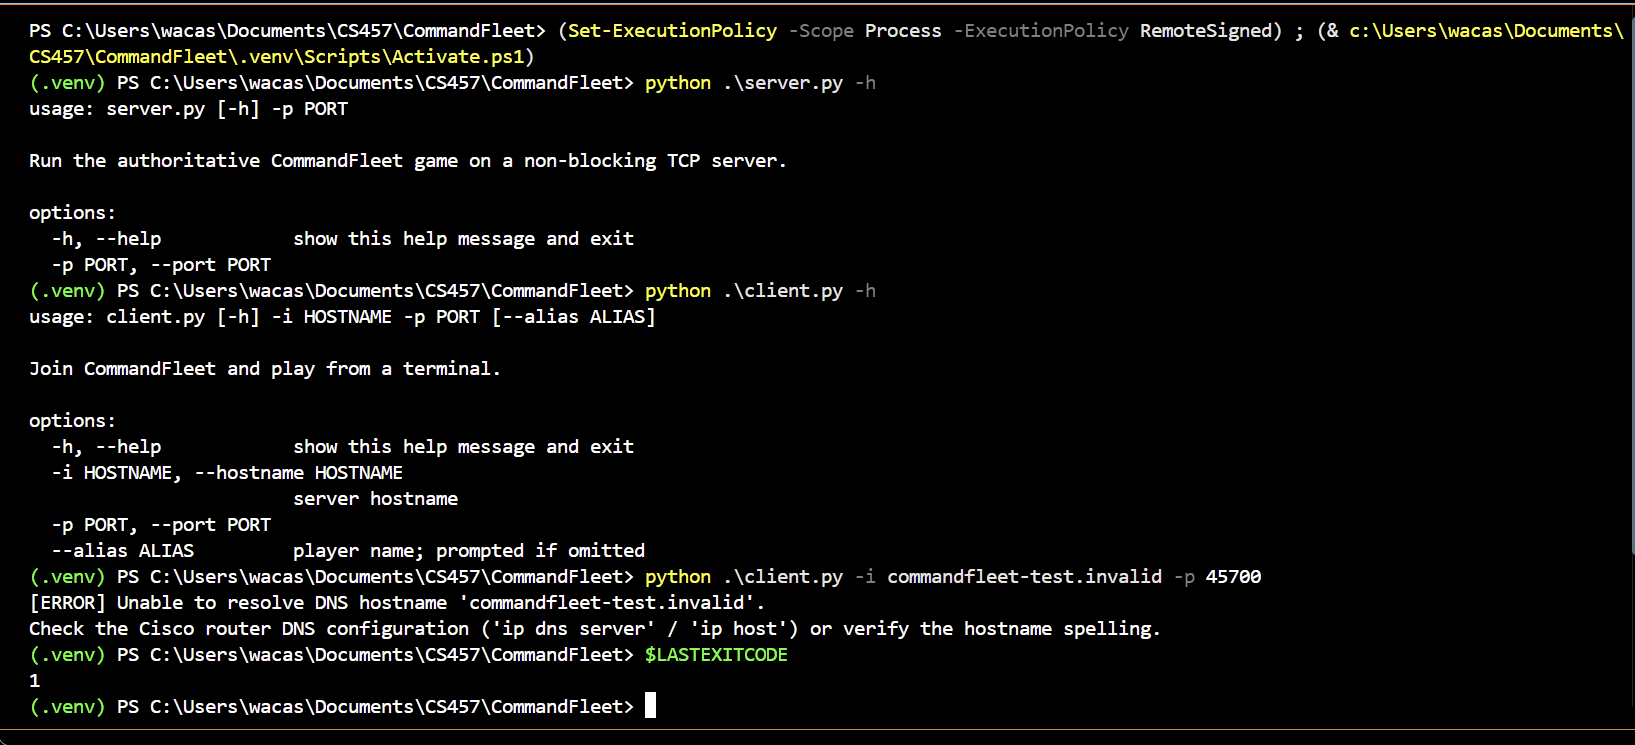 PS C:\Users\wacas\Documents\CS457\CommandFleet> (Set-ExecutionPolicy -Scope Process -ExecutionPolicy RemoteSigned) ; (& c:\Users\wacas\Documents\
CS457\CommandFleet\.venv\Scripts\Activate.ps1)
(.venv) PS C:\Users\wacas\Documents\CS457\CommandFleet> python .\server.py -h
usage: server.py [-h] -p PORT

Run the authoritative CommandFleet game on a non-blocking TCP server.

options:
  -h, --help            show this help message and exit
  -p PORT, --port PORT
(.venv) PS C:\Users\wacas\Documents\CS457\CommandFleet> python .\client.py -h
usage: client.py [-h] -i HOSTNAME -p PORT [--alias ALIAS]

Join CommandFleet and play from a terminal.

options:
  -h, --help            show this help message and exit
  -i HOSTNAME, --hostname HOSTNAME
                        server hostname
  -p PORT, --port PORT
  --alias ALIAS         player name; prompted if omitted
(.venv) PS C:\Users\wacas\Documents\CS457\CommandFleet> python .\client.py -i commandfleet-test.invalid -p 45700
[ERROR] Unable to resolve DNS hostname 'commandfleet-test.invalid'.
Check the Cisco router DNS configuration ('ip dns server' / 'ip host') or verify the hostname spelling.
(.venv) PS C:\Users\wacas\Documents\CS457\CommandFleet> $LASTEXITCODE
1
(.venv) PS C:\Users\wacas\Documents\CS457\CommandFleet>